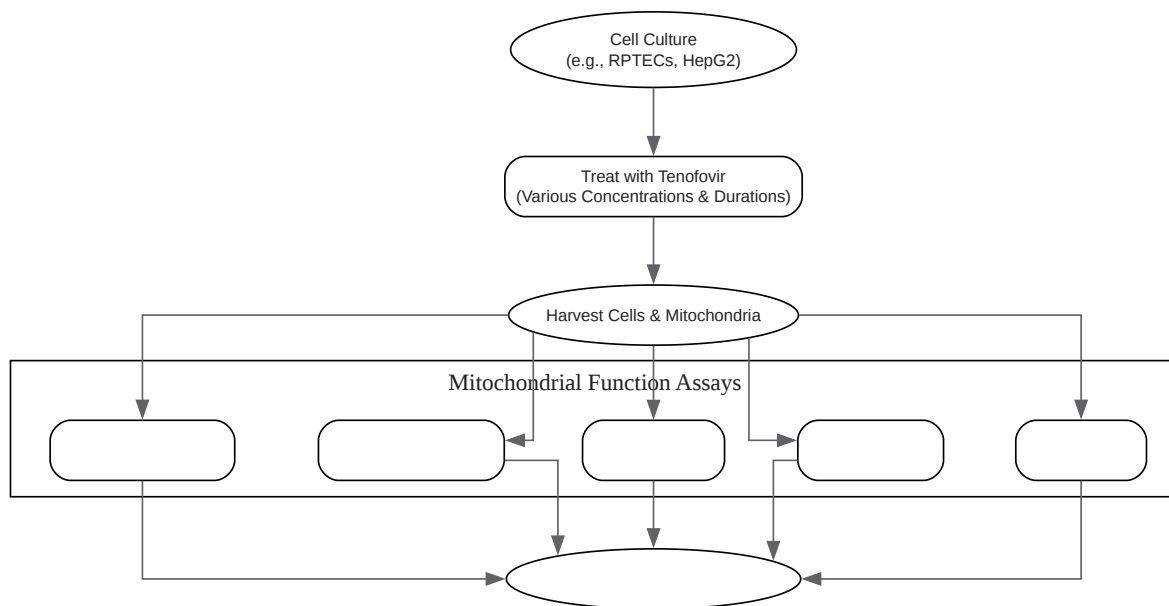 Cell Culture
(e.g., RPTECs, HepG2)
Treat with Tenofovir
(Various Concentrations & Durations)
Harvest Cells & Mitochondria
Mitochondrial Function Assays